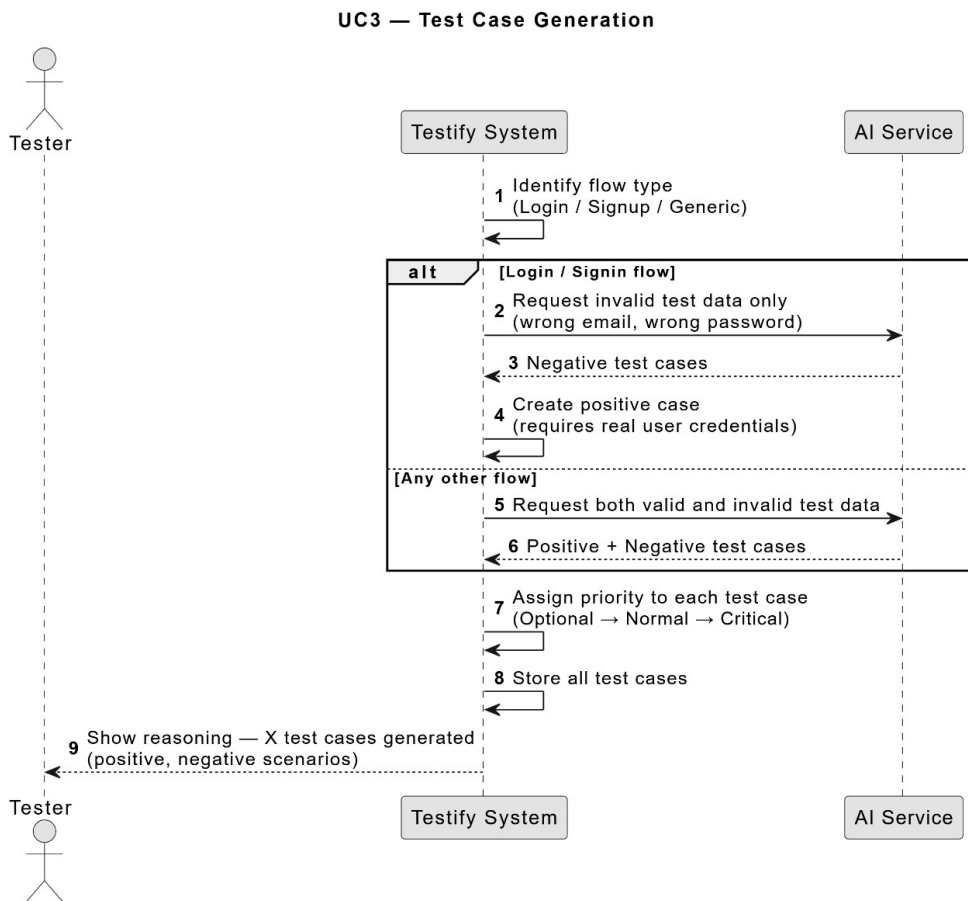 UC3 — Test Case Generation
Tester
Testify System
AI Service
1 Identify flow type
(Login / Signup / Generic)
alt [Login / Signin flow]
2 Request invalid test data only
(wrong email, wrong password)
3 Negative test cases
4 Create positive case
(requires real user credentials)
[Any other flow]
5 Request both valid and invalid test data
6 Positive + Negative test cases
7 Assign priority to each test case
(Optional → Normal → Critical)
8 Store all test cases
9 Show reasoning — X test cases generated
(positive, negative scenarios)
Tester
Testify System
AI Service